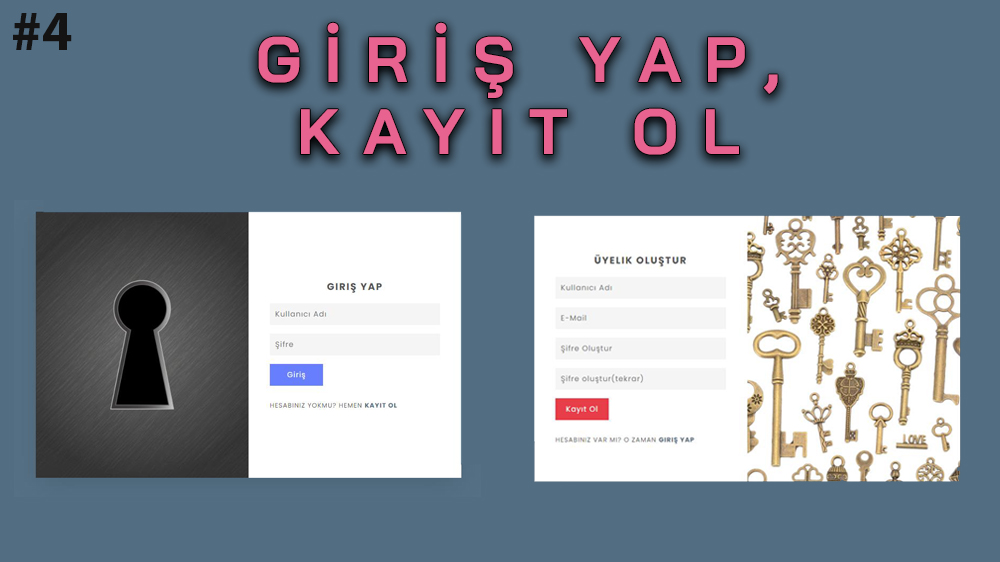 #4
GİRİŞ YAP,
KAYIT OL
GIRIŞ YAP
Kullanıcı Adı
Şifre
Giriş
HESABINIZ YOKMU? HEMEN KAYIT OL
ÜYELIK OLUŞTUR
Kullanıcı Adı
E-Mail
Şifre Oluştur
Şifre oluştur(tekrar)
Kayıt Ol
HESABINIZ VAR MI? O ZAMAN GIRIŞ YAP
LOVE